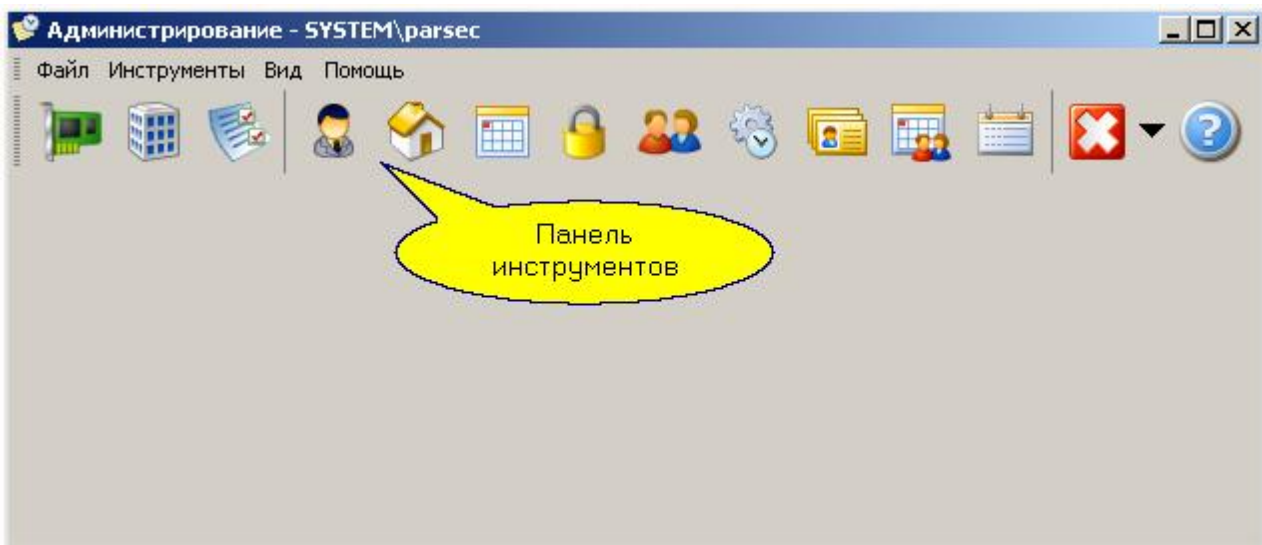 Администрирование - SYSTEM\parsec
Файл Инструменты Вид Помощь
Панель
инструментов